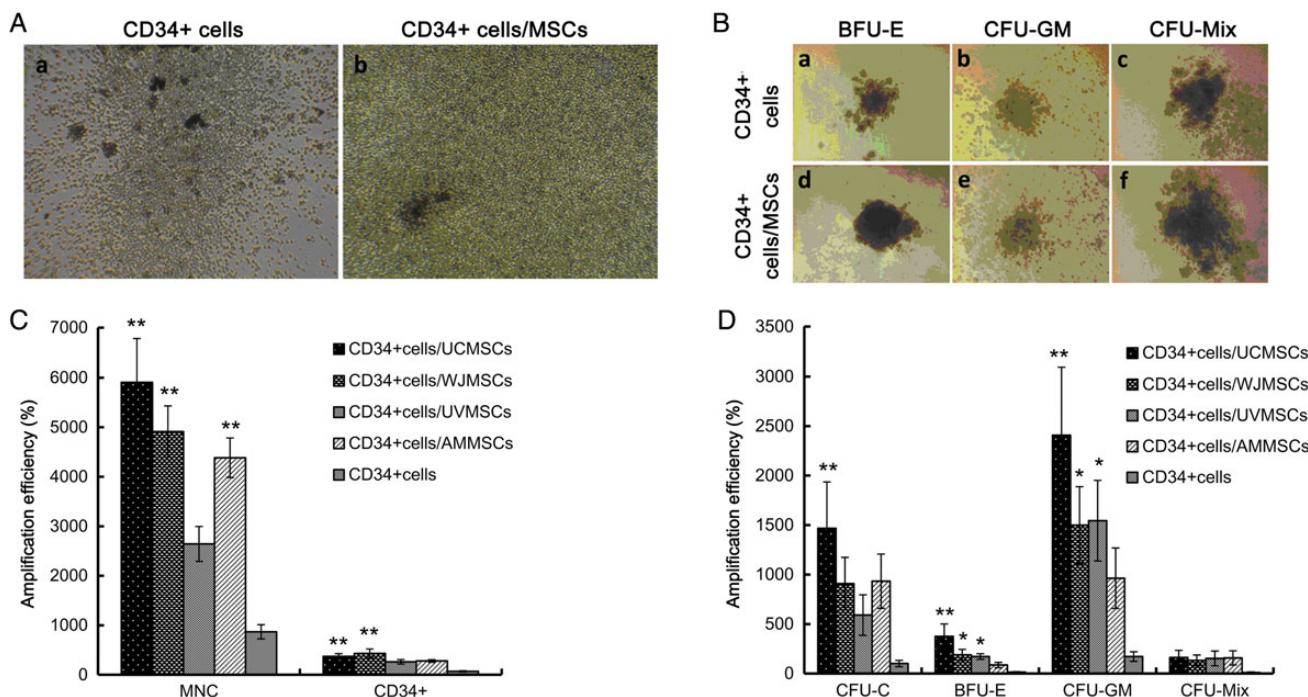 A
CD34+ cells
CD34+ cells/MSCs
a
b
B
BFU-E
CFU-GM
CFU-Mix
CD34+
cells
a
b
c
CD34+
cells/MSCs
d
e
f
C
Amplification efficiency (%)
7000
6000
5000
4000
3000
2000
1000
0
**
**
**
**
**
MNC
CD34+
CD34+cells/UCMSCs
CD34+cells/WJMSCs
CD34+cells/UVMSCs
CD34+cells/AMMSCs
CD34+cells
D
Amplification efficiency (%)
3500
3000
2500
2000
1500
1000
500
0
**
**
*
*
**
*
*
CFU-C
BFU-E
CFU-GM
CFU-Mix
CD34+cells/UCMSCs
CD34+cells/WJMSCs
CD34+cells/UVMSCs
CD34+cells/AMMSCs
CD34+cells